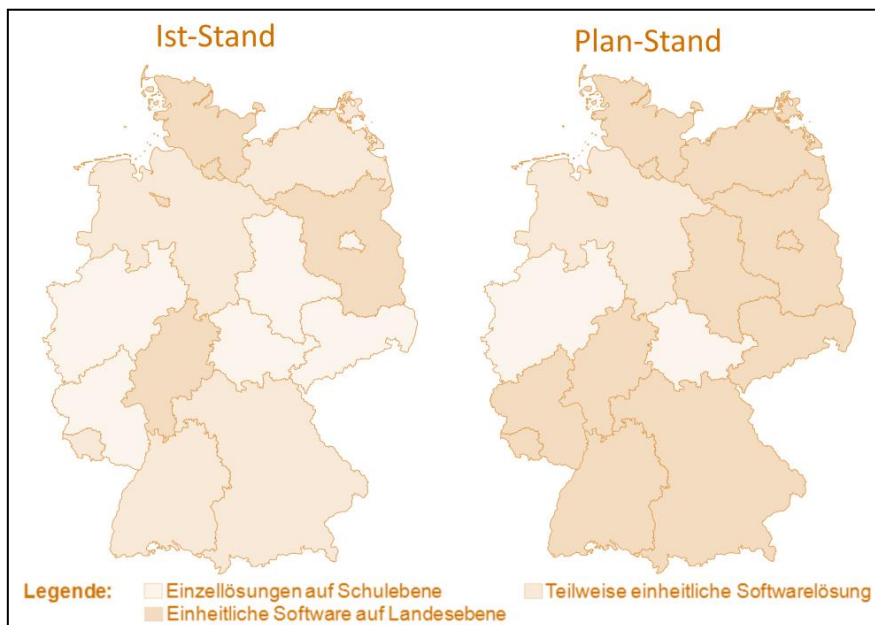 Ist-Stand
Plan-Stand
Legende:
Einzellösungen auf Schulebene
Teilweise einheitliche Softwarelösung
Einheitliche Software auf Landesebene